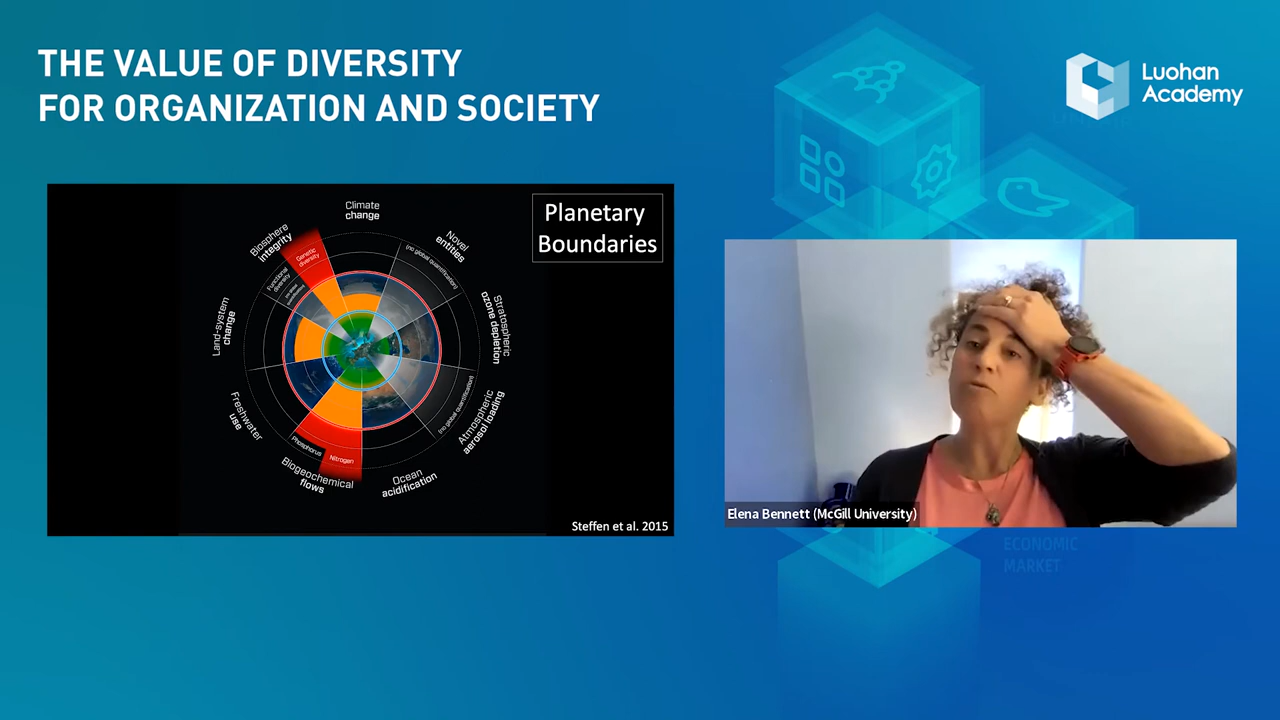 THE VALUE OF DIVERSITY
FOR ORGANIZATION AND SOCIETY
Luohan
Academy
Planetary
Boundaries
Climate
change
Novel
entities
(no global quantification)
Stratospheric
ozone depletion
Atmospheric
aerosol loading
(no global quantification)
Ocean
acidification
Biogeochemical
flows
Phosphorus
Nitrogen
Freshwater
use
Land-system
change
Biosphere
integrity
Functional
diversity
Genetic
diversity
Steffen et al. 2015
Elena Bennett (McGill University)
ECONOMIC
MARKET